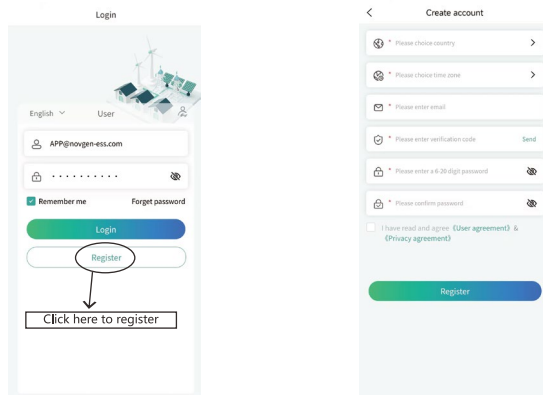 Login
English
User
APP@novgen-ess.com
Remember me
Forget password
Login
Register
Click here to register
Create account
* Please choice country
* Please choice time zone
* Please enter email
* Please enter verification code
Send
* Please enter a 6-20 digit password
* Please confirm password
I have read and agree《User agreement》&
《Privacy agreement》
Register